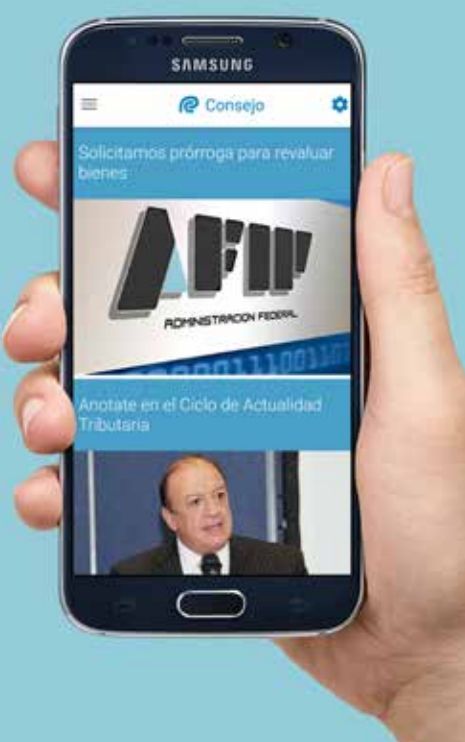 SAMSUNG
Consejo
Solicitamos prórroga para revaluar
bienes
AFIP
ADMINISTRACION FEDERAL
Anotate en el Ciclo de Actualidad
Tributaria